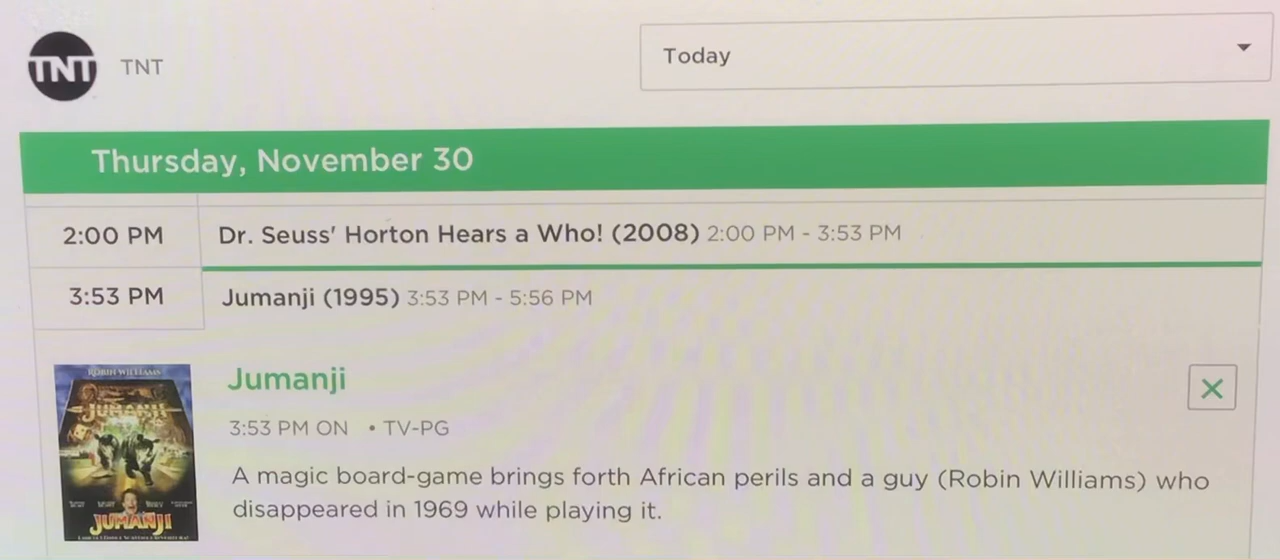 TNT TNT
Today
Thursday, November 30
2:00 PM Dr. Seuss' Horton Hears a Who! (2008) 2:00 PM - 3:53 PM
3:53 PM Jumanji (1995) 3:53 PM - 5:56 PM
ROBIN WILLIAMS
JUMANJI
JUMANJI
Jumanji
3:53 PM ON • TV-PG
A magic board-game brings forth African perils and a guy (Robin Williams) who
disappeared in 1969 while playing it.